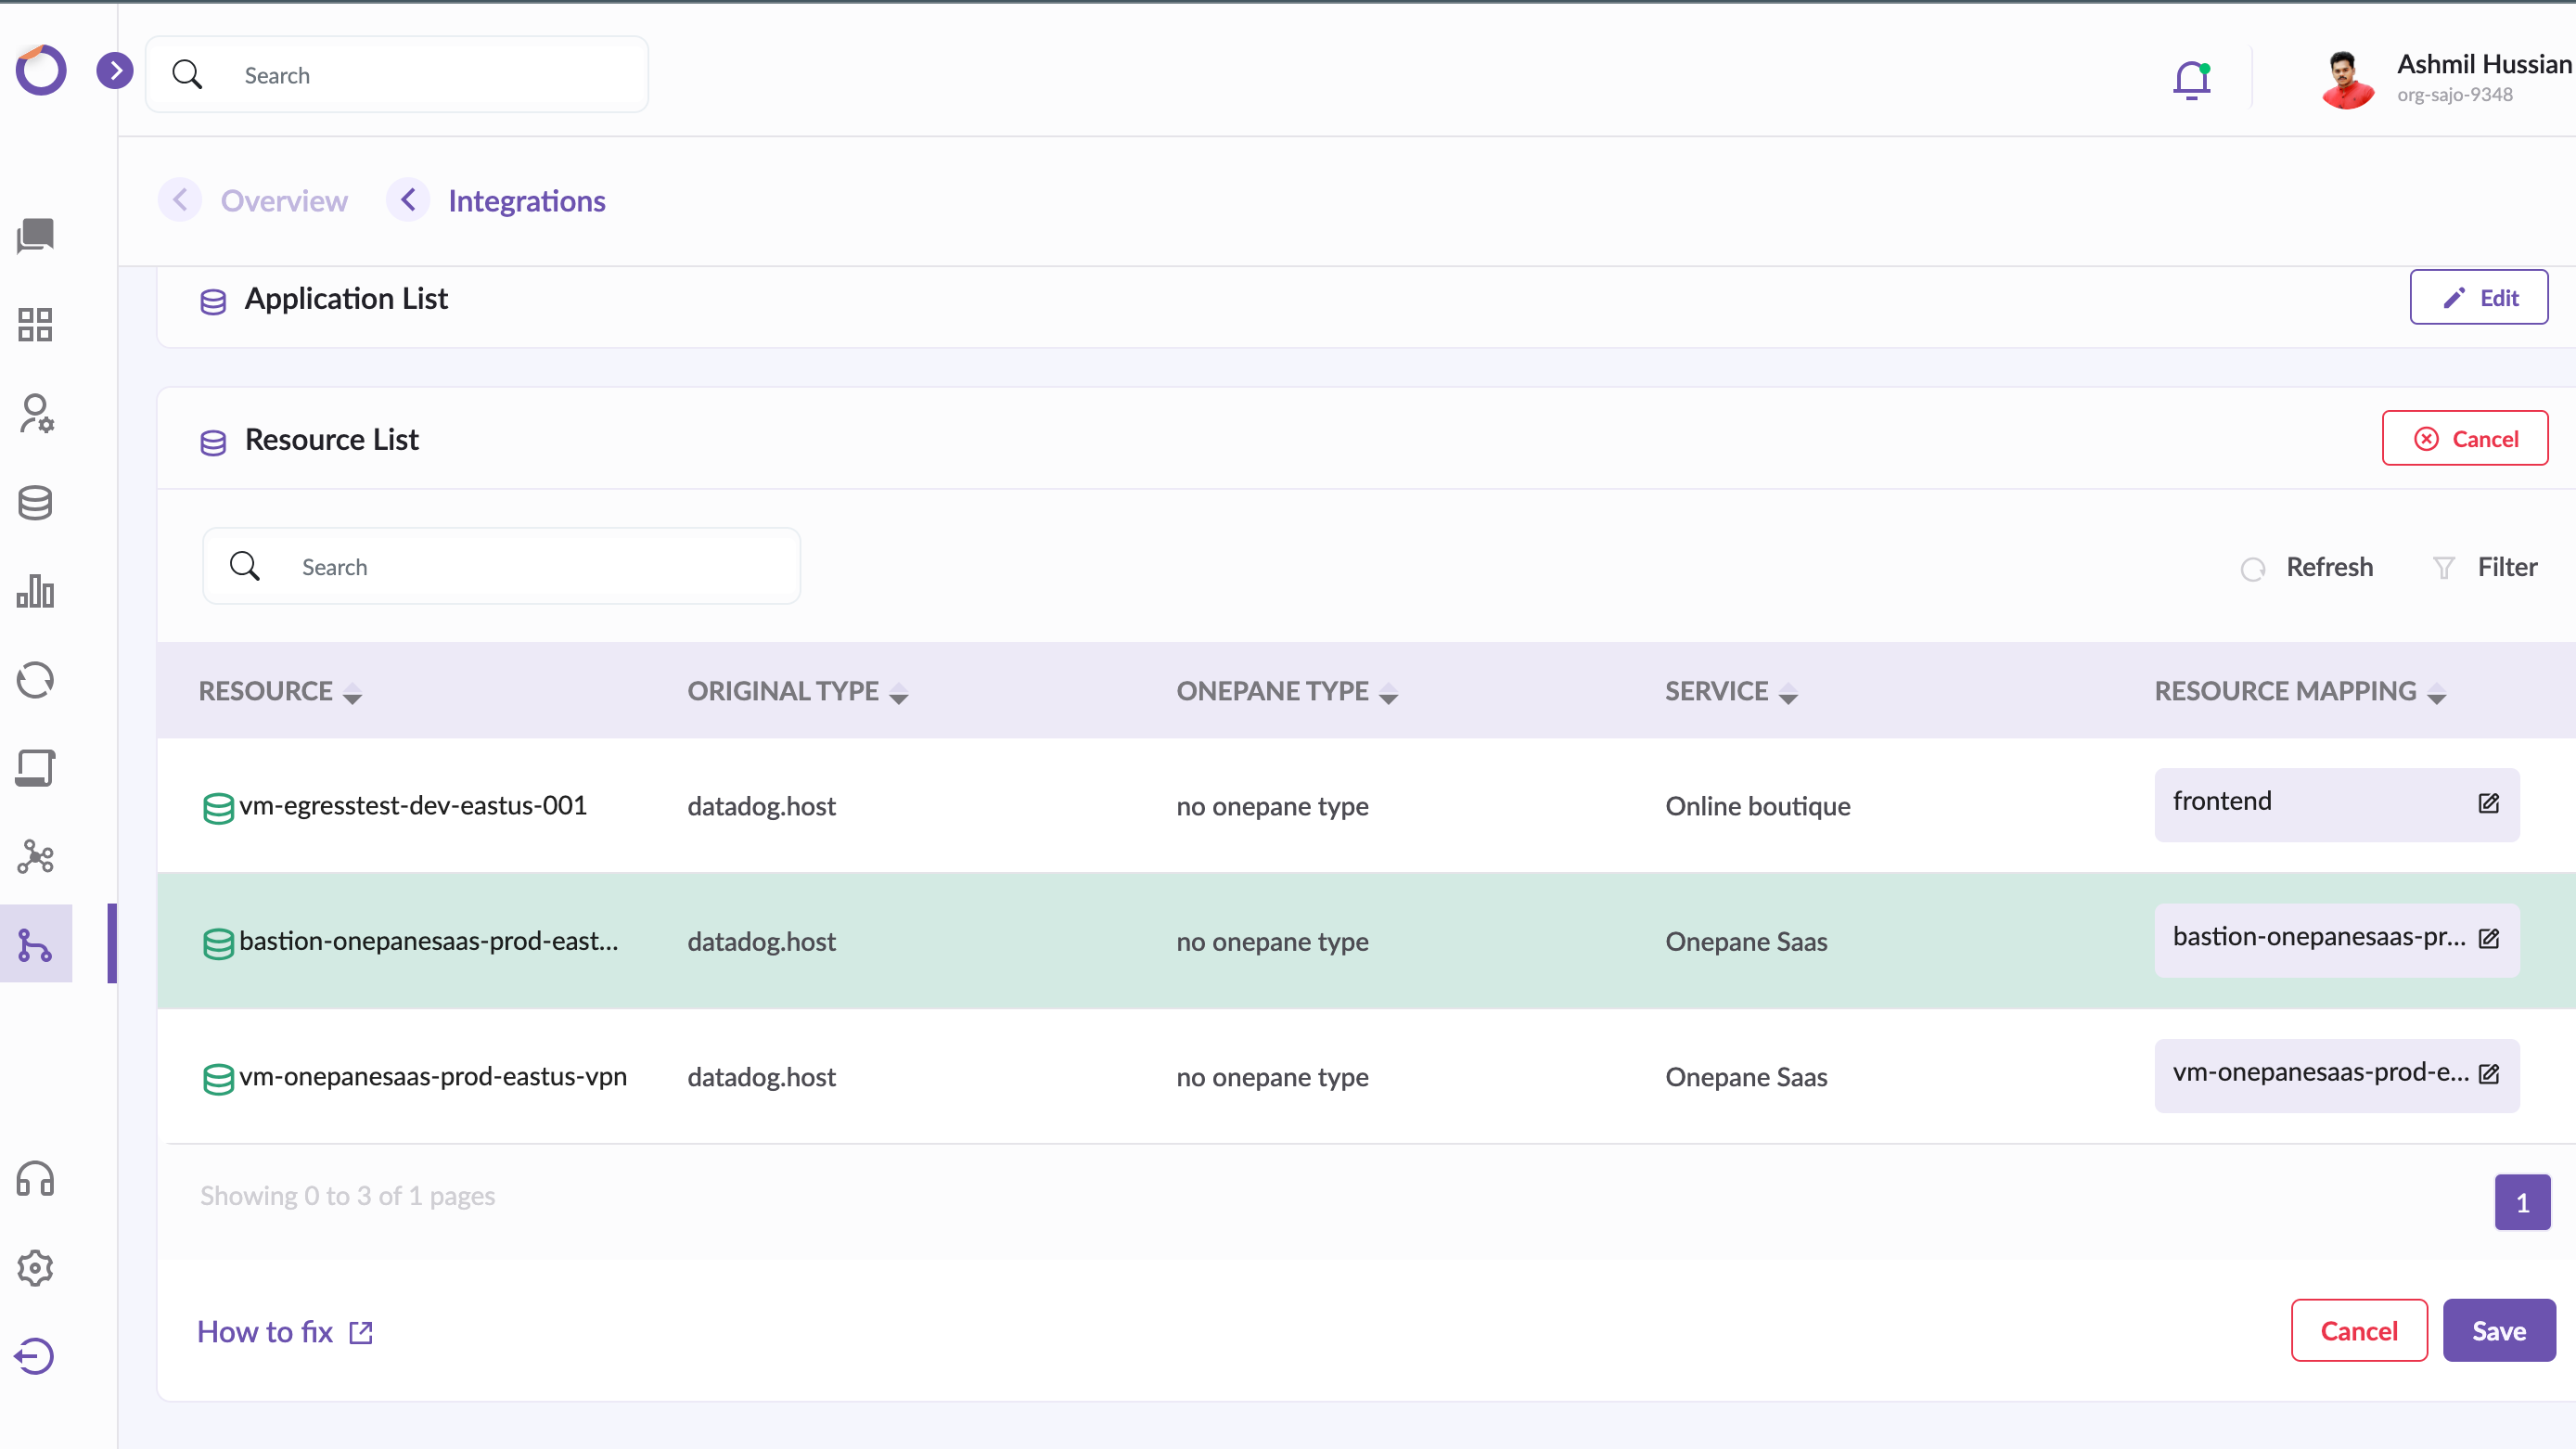 Search
Ashmil Hussian
org-sajo-9348
Overview
Integrations
Application List
Edit
Resource List
Cancel
Search
Refresh
Filter
RESOURCE
ORIGINAL TYPE
ONEPANE TYPE
SERVICE
RESOURCE MAPPING
vm-egresstest-dev-eastus-001
datadog.host
no onepane type
Online boutique
frontend
bastion-onepanesaas-prod-east...
datadog.host
no onepane type
Onepane Saas
bastion-onepanesaas-pr...
vm-onepanesaas-prod-eastus-vpn
datadog.host
no onepane type
Onepane Saas
vm-onepanesaas-prod-e...
Showing 0 to 3 of 1 pages
1
How to fix
Cancel
Save